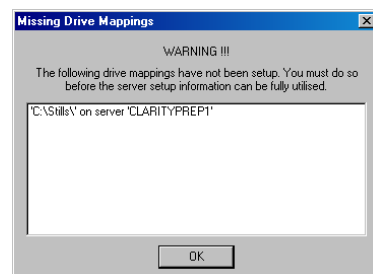 Missing Drive Mappings
WARNING !!!
The following drive mappings have not been setup. You must do so
before the server setup information can be fully utilised.
'C:\Stills\' on server 'CLARITYPREP1'
OK